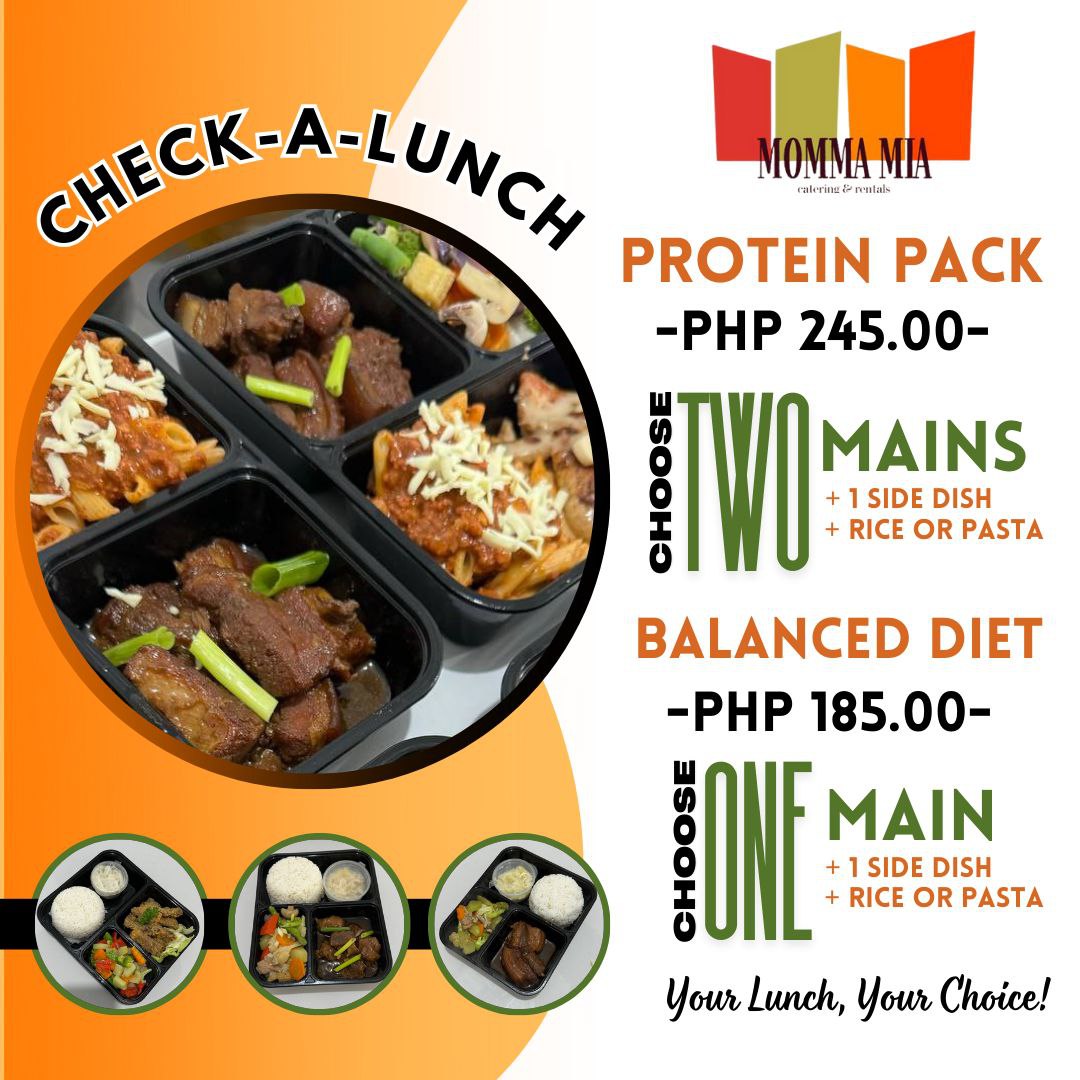 CHECK-A-LUNCH
MOMMA MIA
catering & rentals
PROTEIN PACK
-PHP 245.00-
CHOOSE
TWO
MAINS
+ 1 SIDE DISH
+ RICE OR PASTA
BALANCED DIET
-PHP 185.00-
CHOOSE
ONE
MAIN
+ 1 SIDE DISH
+ RICE OR PASTA
Your Lunch, Your Choice!